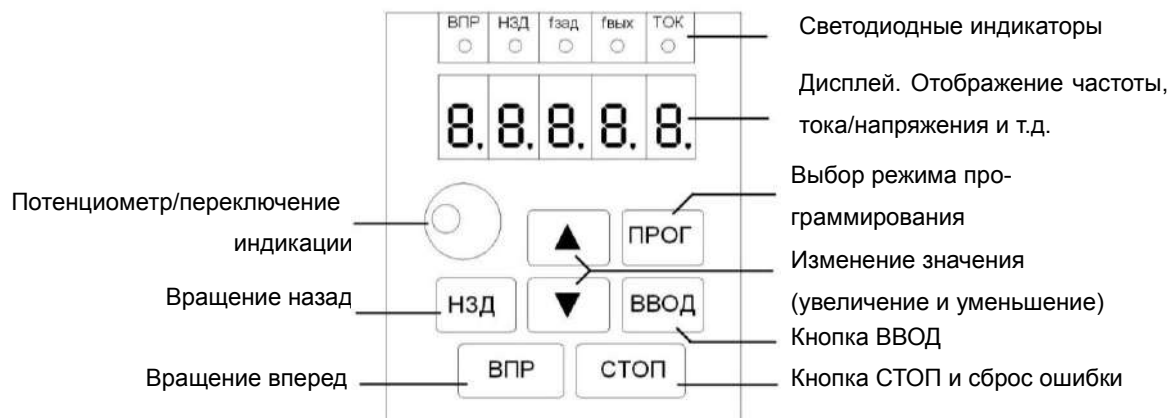 ВПР НЗД fзад fвых ТОК
Светодиодные индикаторы
8.8.8.8.8.
Дисплей. Отображение частоты,
тока/напряжения и т.д.
Потенциометр/переключение
индикации
Выбор режима про-
граммирования
▲ ПРОГ
Изменение значения
(увеличение и уменьшение)
Вращение назад
НЗД ▼ ВВОД
Кнопка ВВОД
Вращение вперед
ВПР СТОП
Кнопка СТОП и сброс ошибки